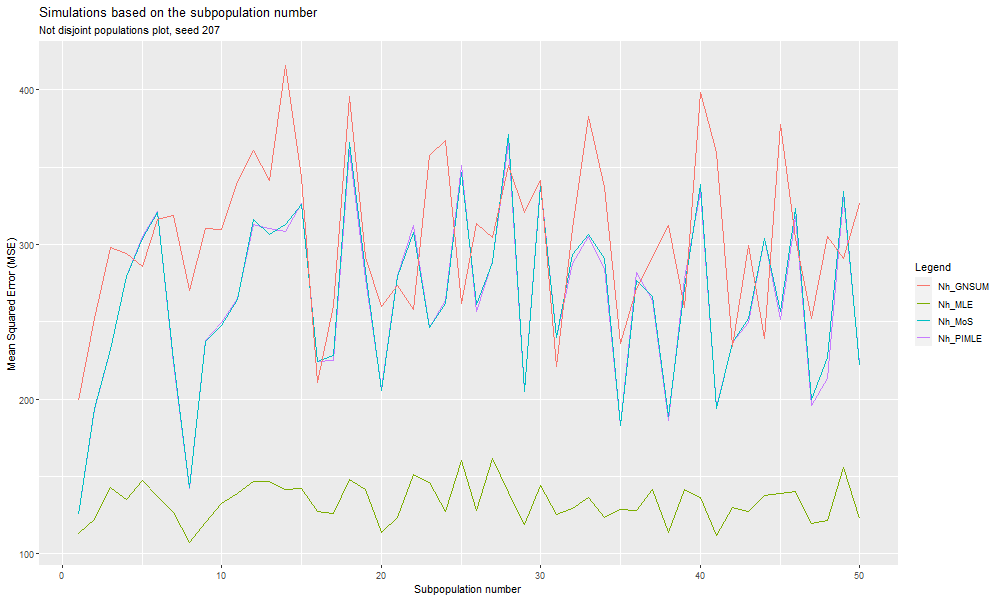 Simulations based on the subpopulation number
Not disjoint populations plot, seed 207
Mean Squared Error (MSE)
400
300
200
100
0
10
20
30
40
50
Subpopulation number
Legend
Nh_GNSUM
Nh_MLE
Nh_MoS
Nh_PIMLE